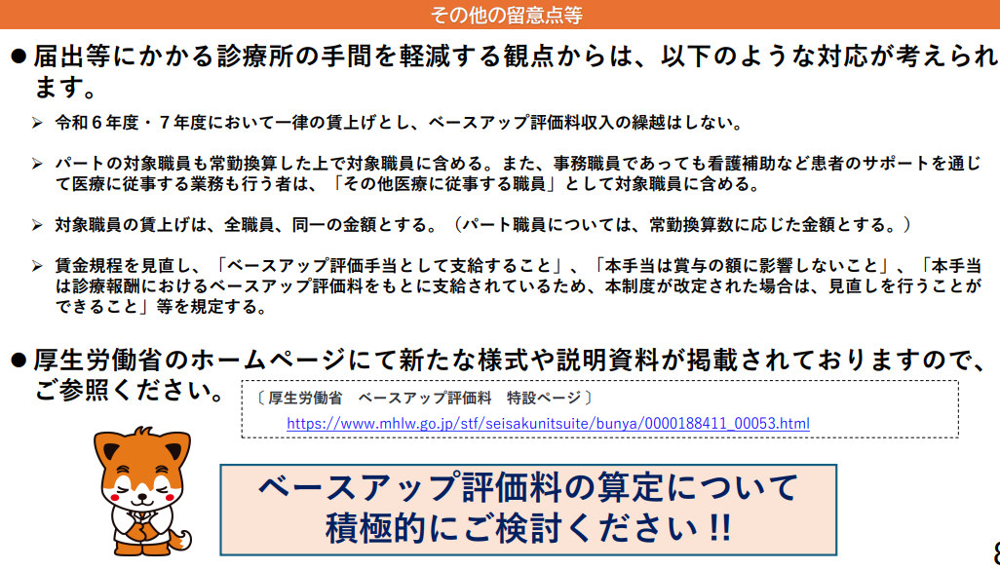 その他の留意点等
● 届出等にかかる診療所の手間を軽減する観点からは、以下のような対応が考えられ
ます。
➢ 令和６年度・７年度において一律の賃上げとし、ベースアップ評価料収入の繰越はしない。
➢ パートの対象職員も常勤換算した上で対象職員に含める。また、事務職員であっても看護補助など患者のサポートを通じ
て医療に従事する業務も行う者は、「その他医療に従事する職員」として対象職員に含める。
➢ 対象職員の賃上げは、全職員、同一の金額とする。（パート職員については、常勤換算数に応じた金額とする。）
➢ 賃金規程を見直し、「ベースアップ評価手当として支給すること」、「本手当は賞与の額に影響しないこと」、「本手当
は診療報酬におけるベースアップ評価料をもとに支給されているため、本制度が改定された場合は、見直しを行うことが
できること」等を規定する。
● 厚生労働省のホームページにて新たな様式や説明資料が掲載されておりますので、
ご参照ください。
〔 厚生労働省　ベースアップ評価料　特設ページ 〕
https://www.mhlw.go.jp/stf/seisakunitsuite/bunya/0000188411_00053.html
ベースアップ評価料の算定について
積極的にご検討ください !!